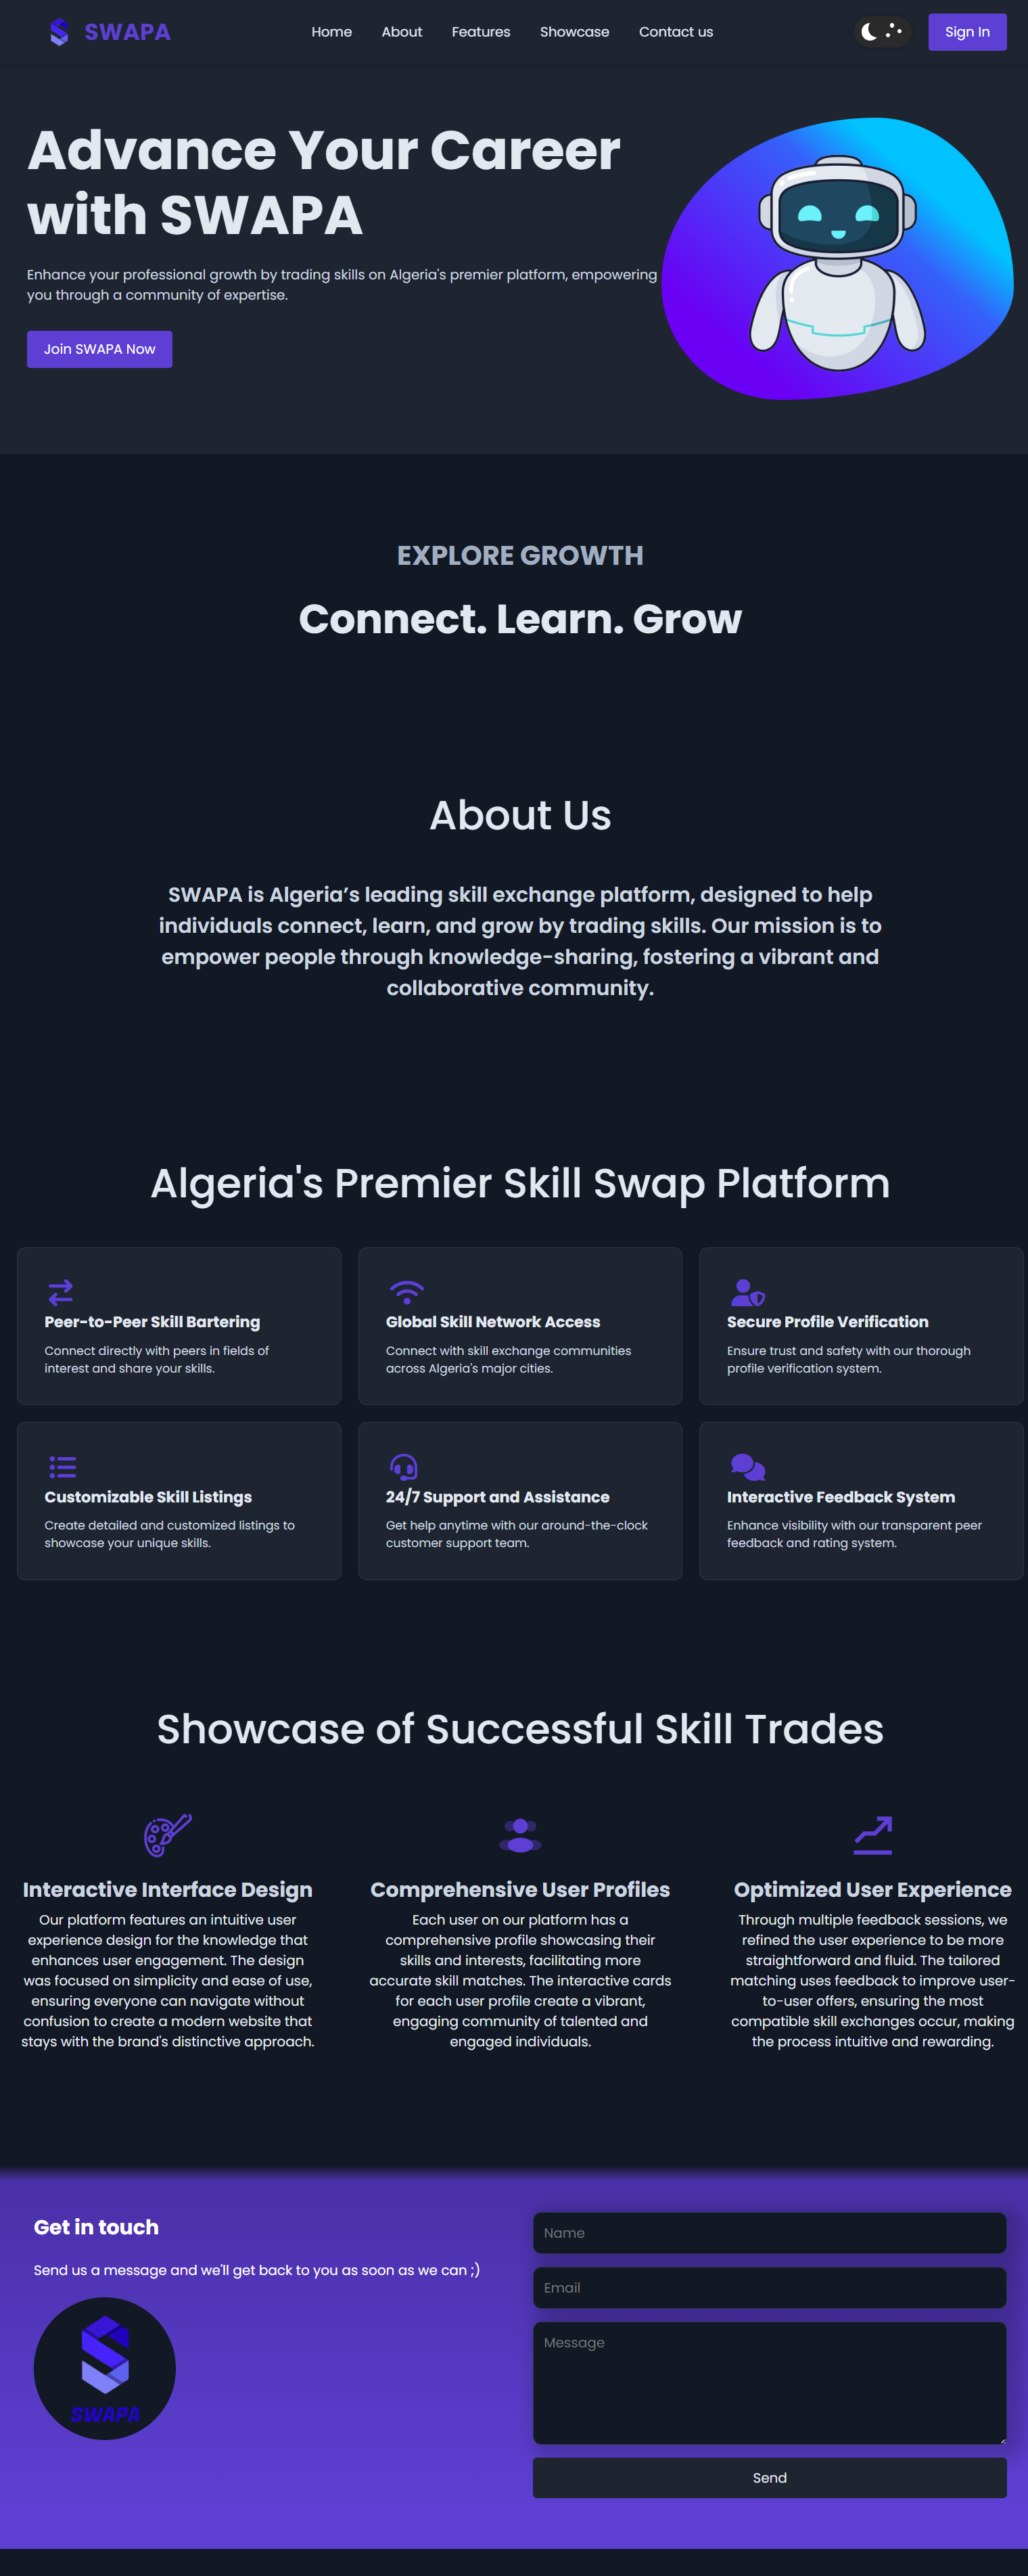 SWAPA
Home About Features Showcase Contact us
Sign In
Advance Your Career
with SWAPA
Enhance your professional growth by trading skills on Algeria's premier platform, empowering
you through a community of expertise.
Join SWAPA Now
EXPLORE GROWTH
Connect. Learn. Grow
About Us
SWAPA is Algeria’s leading skill exchange platform, designed to help
individuals connect, learn, and grow by trading skills. Our mission is to
empower people through knowledge-sharing, fostering a vibrant and
collaborative community.
Algeria's Premier Skill Swap Platform
Peer-to-Peer Skill Bartering
Connect directly with peers in fields of
interest and share your skills.
Global Skill Network Access
Connect with skill exchange communities
across Algeria's major cities.
Secure Profile Verification
Ensure trust and safety with our thorough
profile verification system.
Customizable Skill Listings
Create detailed and customized listings to
showcase your unique skills.
24/7 Support and Assistance
Get help anytime with our around-the-clock
customer support team.
Interactive Feedback System
Enhance visibility with our transparent peer
feedback and rating system.
Showcase of Successful Skill Trades
Interactive Interface Design
Our platform features an intuitive user
experience design for the knowledge that
enhances user engagement. The design
was focused on simplicity and ease of use,
ensuring everyone can navigate without
confusion to create a modern website that
stays with the brand's distinctive approach.
Comprehensive User Profiles
Each user on our platform has a
comprehensive profile showcasing their
skills and interests, facilitating more
accurate skill matches. The interactive cards
for each user profile create a vibrant,
engaging community of talented and
engaged individuals.
Optimized User Experience
Through multiple feedback sessions, we
refined the user experience to be more
straightforward and fluid. The tailored
matching uses feedback to improve user-
to-user offers, ensuring the most
compatible skill exchanges occur, making
the process intuitive and rewarding.
Get in touch
Send us a message and we'll get back to you as soon as we can ;)
SWAPA
Name
Email
Message
Send